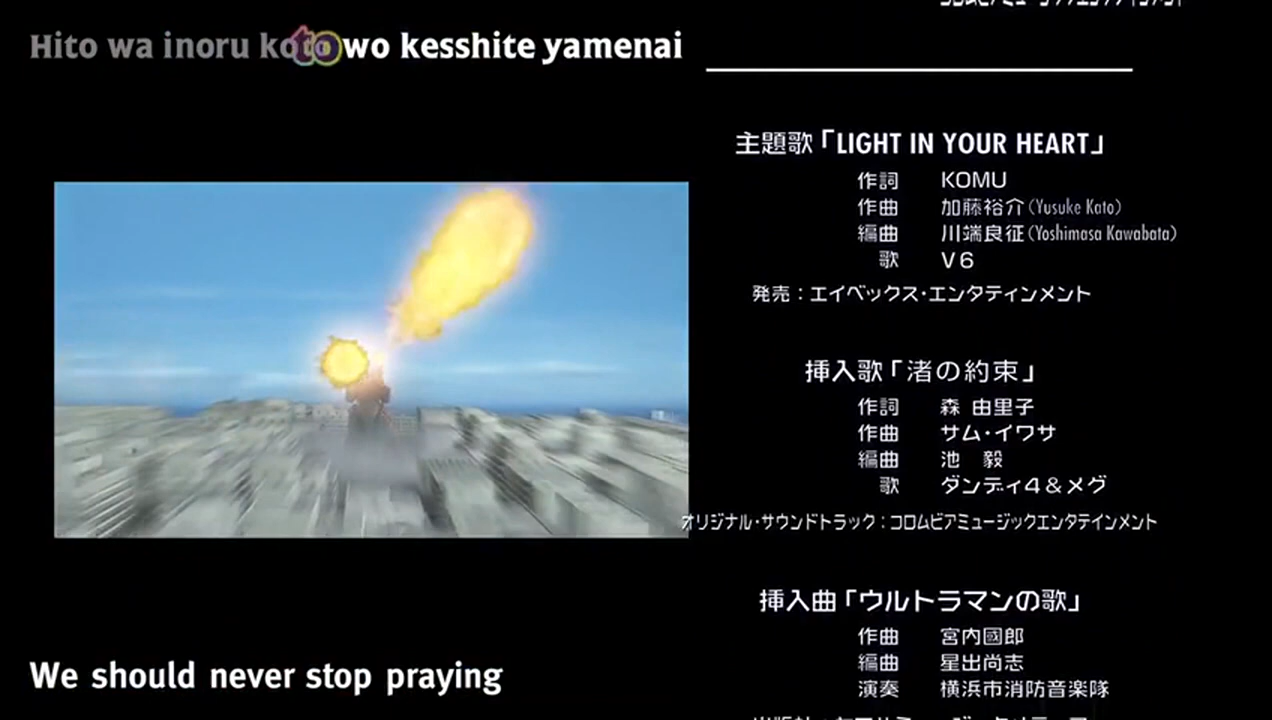 Hito wa inoru koto wo kesshite yamenai
主題歌「LIGHT IN YOUR HEART」
作詞 KOMU
作曲 加藤裕介(Yusuke Kato)
編曲 川端良征(Yoshimasa Kawabata)
歌 V6
発売：エイベックス・エンタテインメント
挿入歌「渚の約束」
作詞 森 由里子
作曲 サム・イワサ
編曲 池 毅
歌 ダンディ4＆メグ
オリジナル・サウンドトラック：コロムビアミュージックエンタテインメント
挿入曲「ウルトラマンの歌」
作曲 宮内國郎
編曲 星出尚志
演奏 横浜市消防音楽隊
We should never stop praying